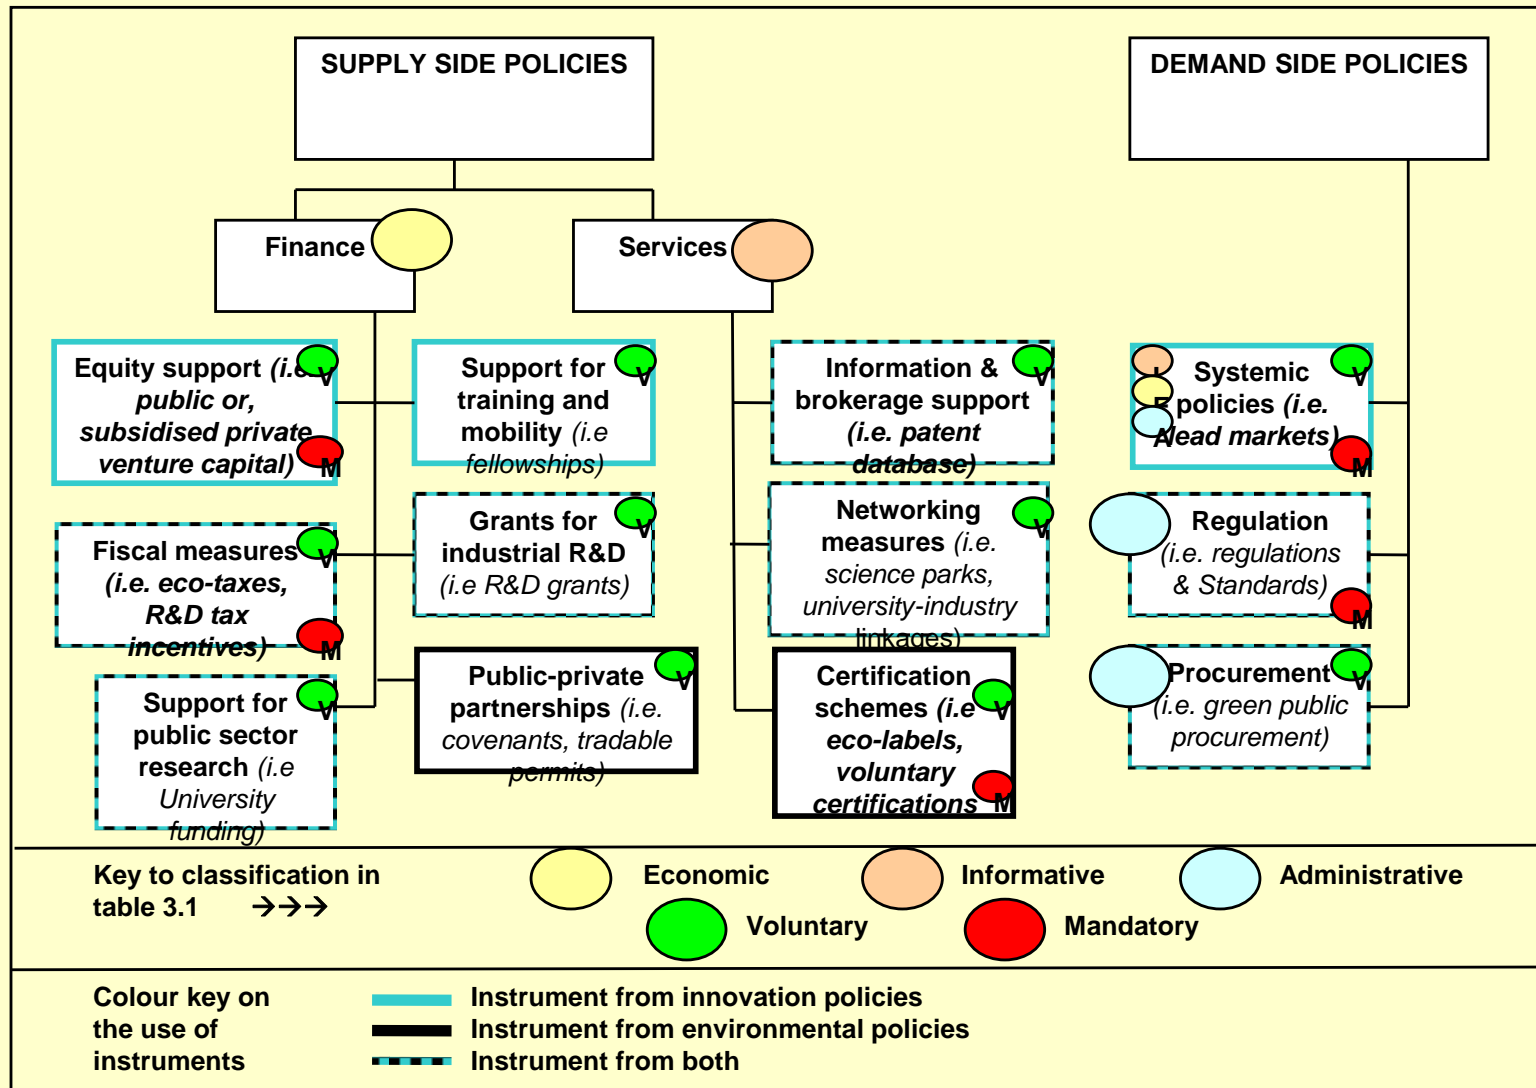 SUPPLY SIDE POLICIES
DEMAND SIDE POLICIES
Finance
Services
Equity support (i.e.
public or,
subsidised private
venture capital)
V
M
Support for
training and
mobility (i.e
fellowships)
V
Information &
brokerage support
(i.e. patent
database)
V
Systemic
policies (i.e.
lead markets)
I
E
A
V
M
Fiscal measures
(i.e. eco-taxes,
R&D tax
incentives)
V
M
Grants for
industrial R&D
(i.e R&D grants)
V
Networking
measures (i.e.
science parks,
university-industry
linkages)
V
Regulation
(i.e. regulations
& Standards)
M
Support for
public sector
research (i.e
University
funding)
V
Public-private
partnerships (i.e.
covenants, tradable
permits)
V
Certification
schemes (i.e
eco-labels,
voluntary
certifications
V
M
Procurement
(i.e. green public
procurement)
V
Key to classification in
table 3.1 →→→
Economic
Informative
Administrative
Voluntary
Mandatory
Colour key on
the use of
instruments
Instrument from innovation policies
Instrument from environmental policies
Instrument from both